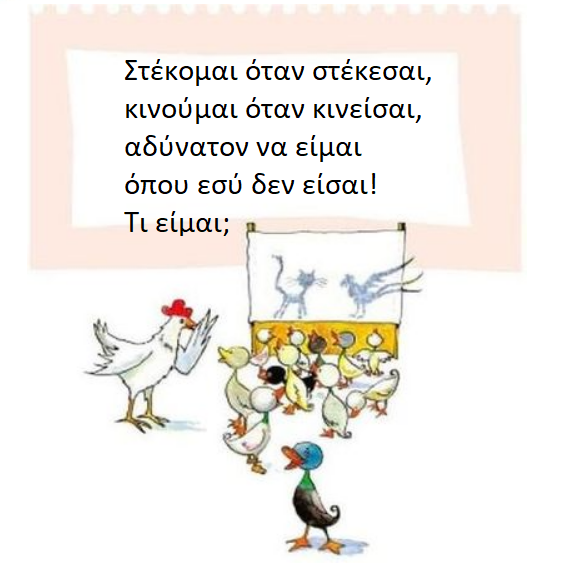 Στέκομαι όταν στέκεσαι,
κινούμαι όταν κινείσαι,
αδύνατον να είμαι
όπου εσύ δεν είσαι!
Τι είμαι;